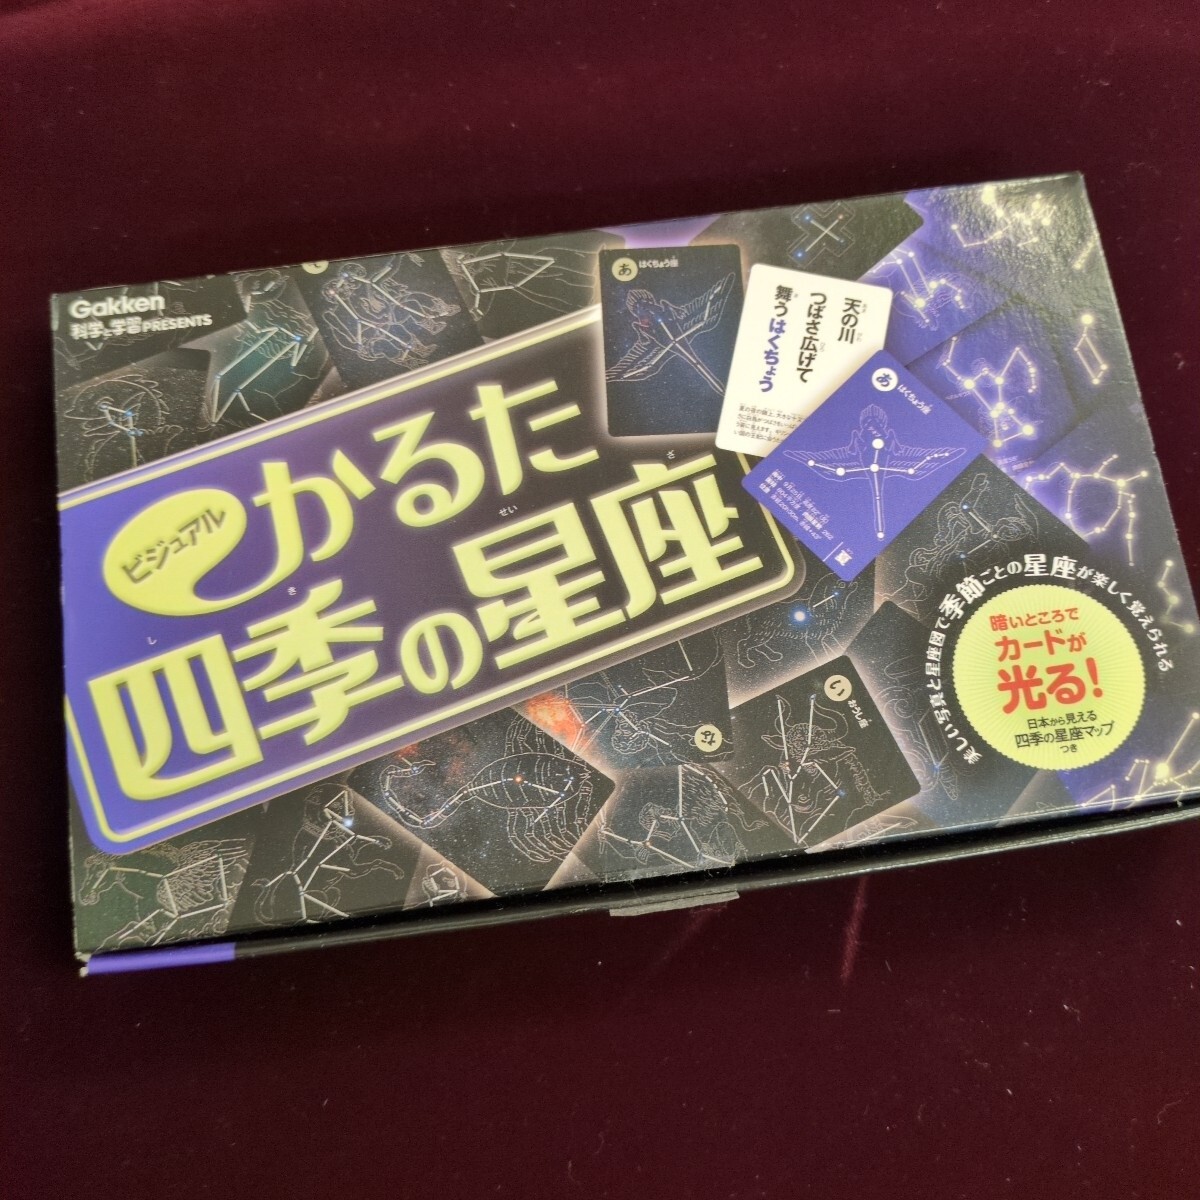 Gakken
科学と学習PRESENTS
ビジュアル
かるた
四季の星座
し
き
せい
ざ
あ
はくちょう座
天の川
つばさ広げて
舞うはくちょう
あ
はくちょう座
夏
い
おうし座
な
美しい写真と星座図で季節ごとの星座が楽しく覚えられる
暗いところで
カードが
光る!
日本から見える
四季の星座マップ
つき